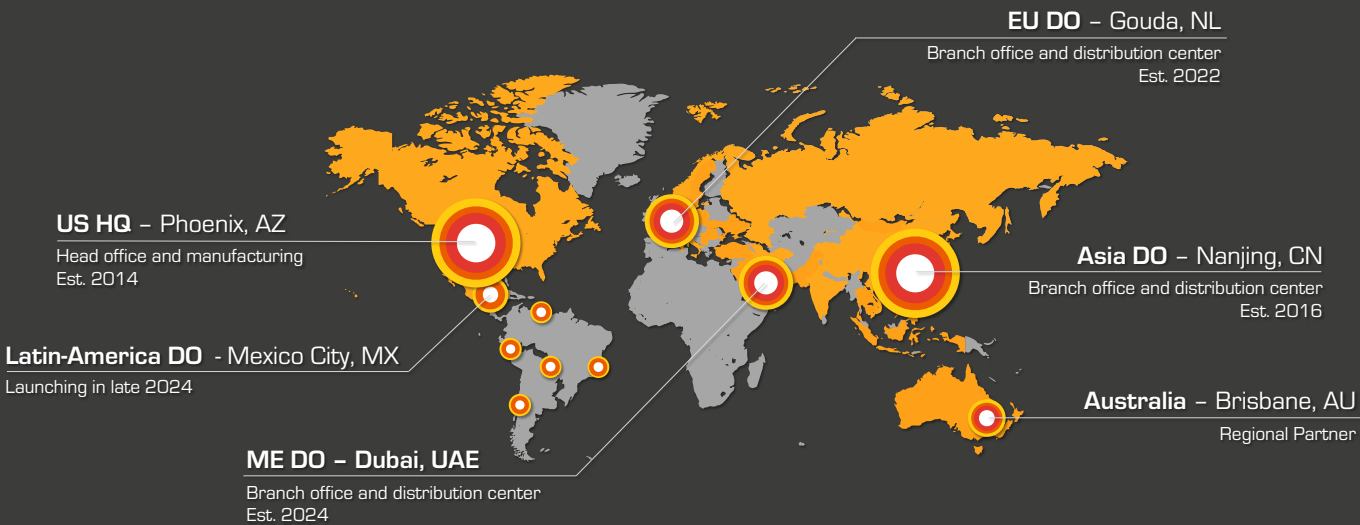 EU DO – Gouda, NL
Branch office and distribution center
Est. 2022
US HQ – Phoenix, AZ
Head office and manufacturing
Est. 2014
Asia DO – Nanjing, CN
Branch office and distribution center
Est. 2016
Latin-America DO - Mexico City, MX
Launching in late 2024
Australia – Brisbane, AU
Regional Partner
ME DO – Dubai, UAE
Branch office and distribution center
Est. 2024